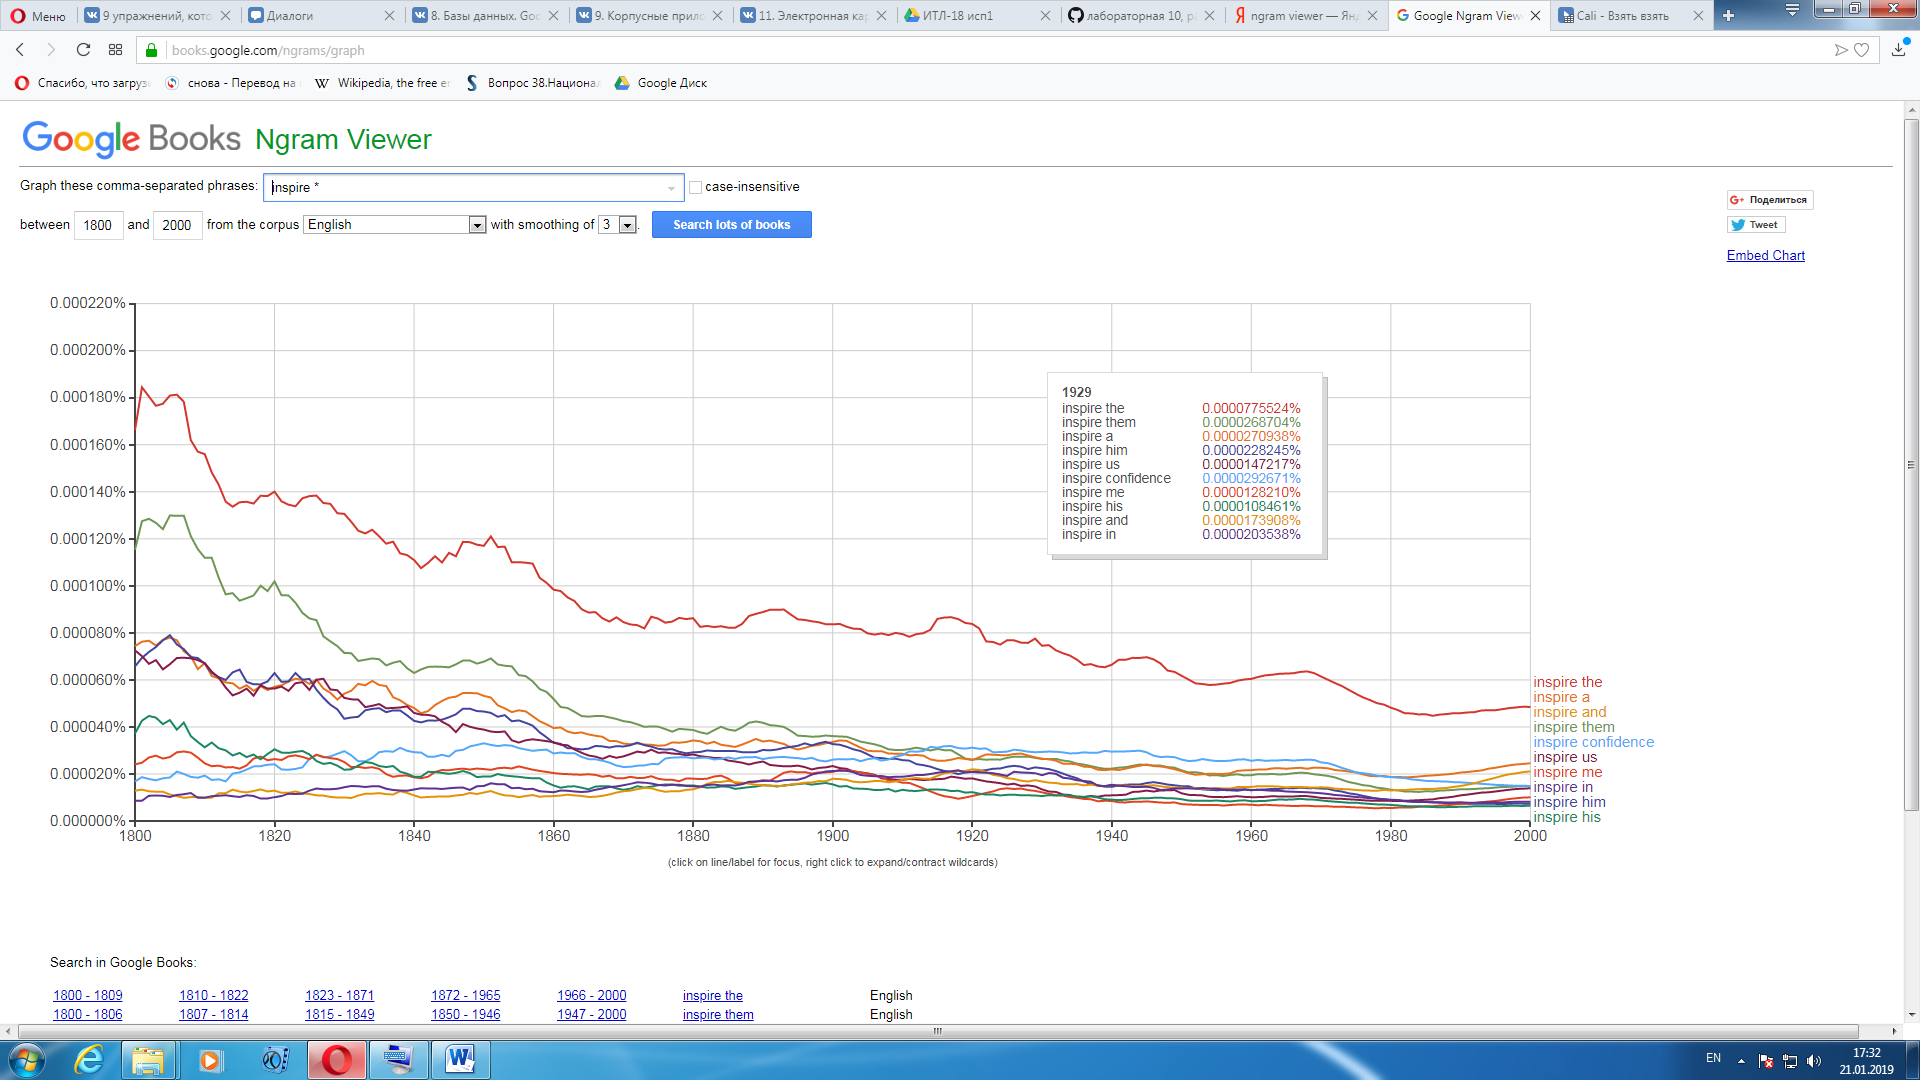 Меню
9 упражнений, кото
Диалоги
8. Базы данных. Goo
9. Корпусные прило
11. Электронная кар
ИТЛ-18 исп1
лабораторная 10, р
ngram viewer — Янд
Google Ngram View
Cali - Взять взять
books.google.com/ngrams/graph
Спасибо, что загруз
снова - Перевод на
W Wikipedia, the free e
Вопрос 38.Национа
Google Диск
Google Books Ngram Viewer
Graph these comma-separated phrases: inspire * case-insensitive
between 1800 and 2000 from the corpus English with smoothing of 3 . Search lots of books
G+ Поделиться
Tweet
Embed Chart
0.000220%
0.000200%
0.000180%
0.000160%
0.000140%
0.000120%
0.000100%
0.000080%
0.000060%
0.000040%
0.000020%
0.000000%
1929
inspire the 0.0000775524%
inspire them 0.0000268704%
inspire a 0.0000270938%
inspire him 0.0000228245%
inspire us 0.0000147217%
inspire confidence 0.0000292671%
inspire me 0.0000128210%
inspire his 0.0000108461%
inspire and 0.0000173908%
inspire in 0.0000203538%
inspire the
inspire a
inspire and
inspire them
inspire confidence
inspire us
inspire me
inspire in
inspire him
inspire his
1800 1820 1840 1860 1880 1900 1920 1940 1960 1980 2000
(click on line/label for focus, right click to expand/contract wildcards)
Search in Google Books:
1800 - 1809 1810 - 1822 1823 - 1871 1872 - 1965 1966 - 2000 inspire the English
1800 - 1806 1807 - 1814 1815 - 1849 1850 - 1946 1947 - 2000 inspire them English
EN
17:32
21.01.2019